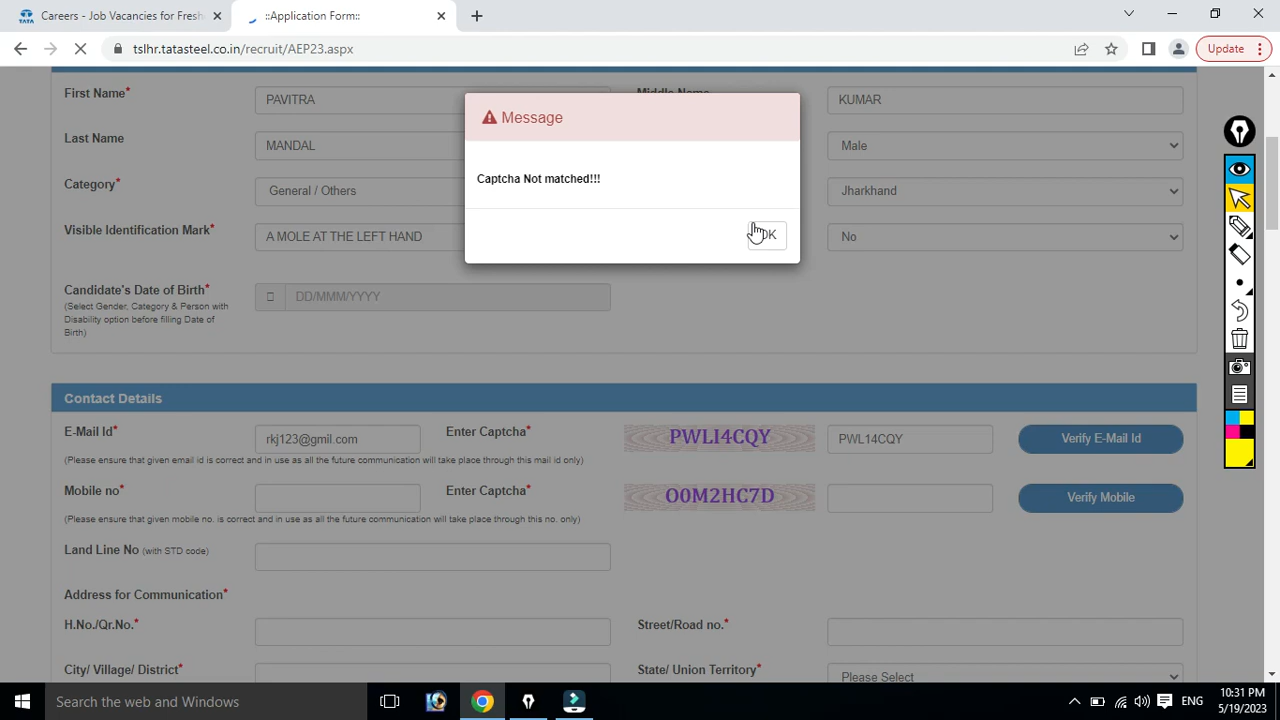 Careers - Job Vacancies for Fresh
::Application Form::
tslhr.tatasteel.co.in/recruit/AEP23.aspx
Update
First Name*
PAVITRA
Middle Name
KUMAR
Message
Last Name
MANDAL
Male
Captcha Not matched!!!
Category*
General / Others
Jharkhand
Visible Identification Mark*
A MOLE AT THE LEFT HAND
OK
No
Candidate's Date of Birth*
DD/MMM/YYYY
(Select Gender, Category & Person with
Disability option before filling Date of
Birth)
Contact Details
E-Mail Id*
rkj123@gmil.com
Enter Captcha*
PWLI4CQY
PWL14CQY
Verify E-Mail Id
(Please ensure that given email id is correct and in use as all the future communication will take place through this mail id only)
Mobile no*
Enter Captcha*
O0M2HC7D
Verify Mobile
(Please ensure that given mobile no. is correct and in use as all the future communication will take place through this no. only)
Land Line No (with STD code)
Address for Communication*
H.No./Qr.No.*
Street/Road no.*
City/ Village/ District*
State/ Union Territory*
Please Select
Search the web and Windows
ENG
10:31 PM
5/19/2023